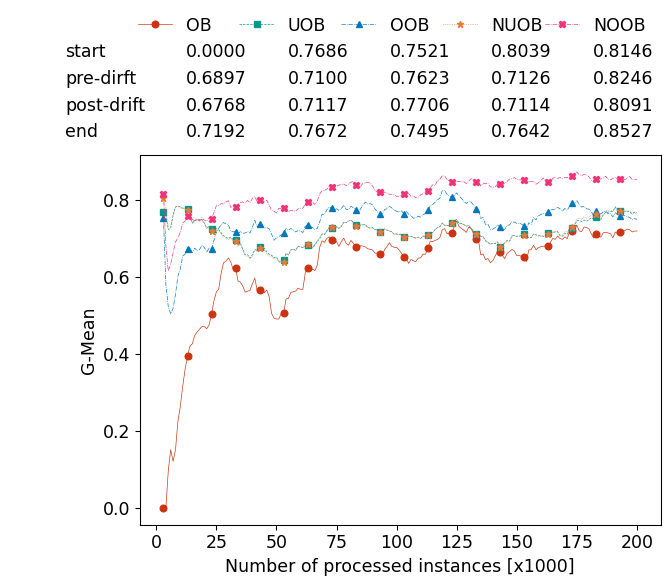 OB UOB OOB NUOB NOOB
start 0.0000 0.7686 0.7521 0.8039 0.8146
pre-dirft 0.6897 0.7100 0.7623 0.7126 0.8246
post-drift 0.6768 0.7117 0.7706 0.7114 0.8091
end 0.7192 0.7672 0.7495 0.7642 0.8527
0.8
0.6
0.4
0.2
0.0
G-Mean
0 25 50 75 100 125 150 175 200
Number of processed instances [x1000]